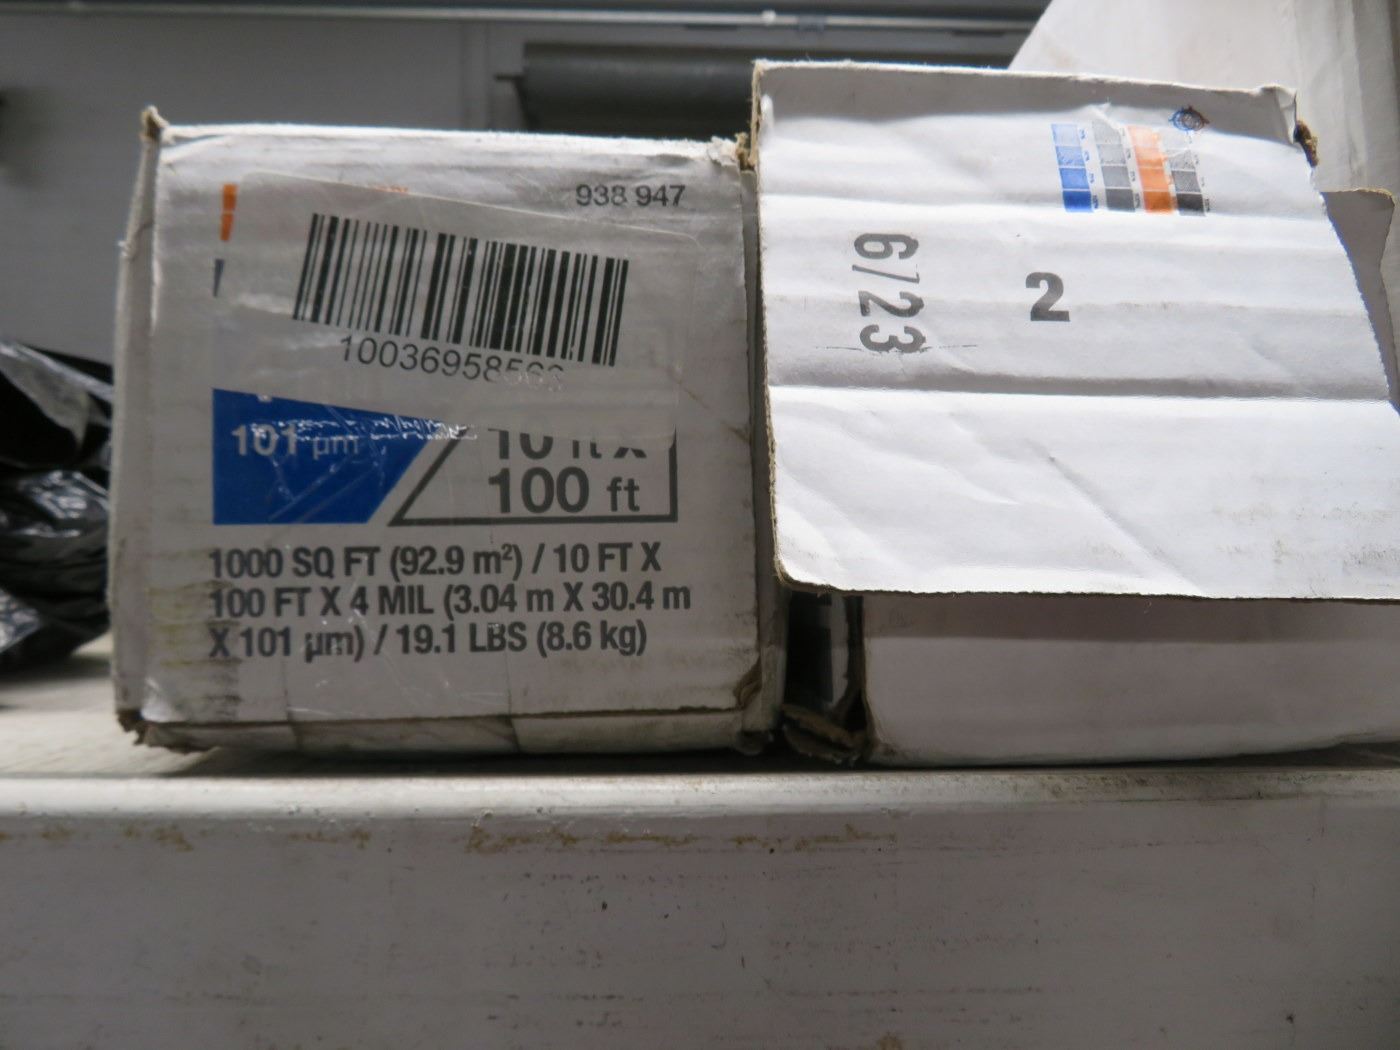 938 947
101 µm
10 ft x
100 ft
1000 SQ FT (92.9 m²) / 10 FT X
100 FT X 4 MIL (3.04 m X 30.4 m
X 101 µm) / 19.1 LBS (8.6 kg)
6/23
2